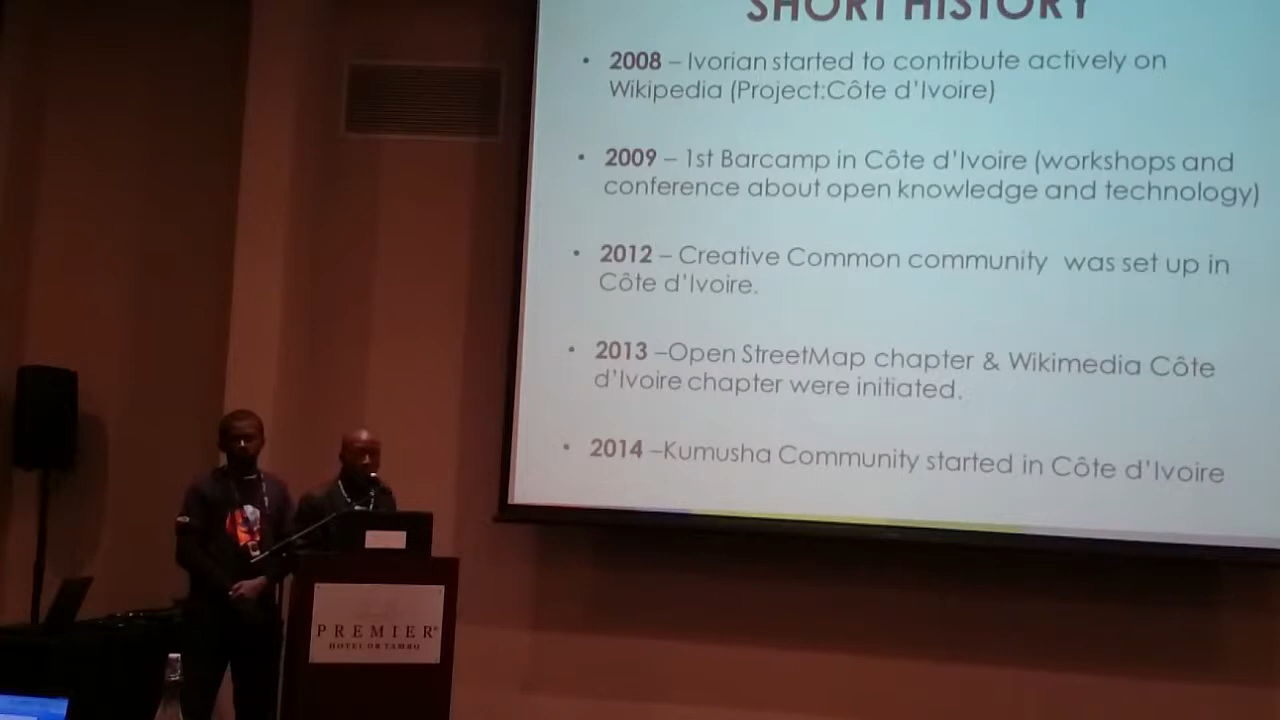 SHORT HISTORY
• 2008 – Ivorian started to contribute actively on
Wikipedia (Project:Côte d'Ivoire)
• 2009 – 1st Barcamp in Côte d'Ivoire (workshops and
conference about open knowledge and technology)
• 2012 – Creative Common community was set up in
Côte d'Ivoire.
• 2013 –Open StreetMap chapter & Wikimedia Côte
d'Ivoire chapter were initiated.
• 2014 –Kumusha Community started in Côte d'Ivoire
PREMIER
HOTEL OR TAMBO